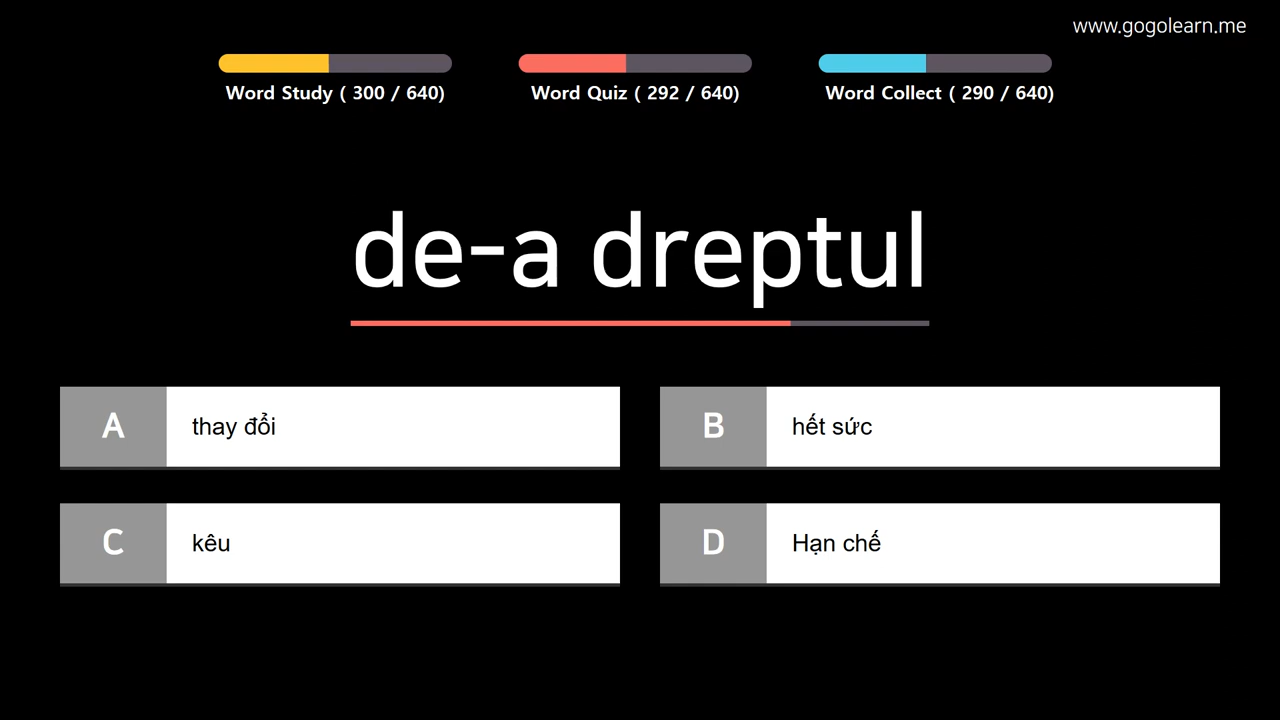 www.gogolearn.me
Word Study ( 300 / 640)
Word Quiz ( 292 / 640)
Word Collect ( 290 / 640)
de-a dreptul
A
thay đổi
B
hết sức
C
kêu
D
Hạn chế